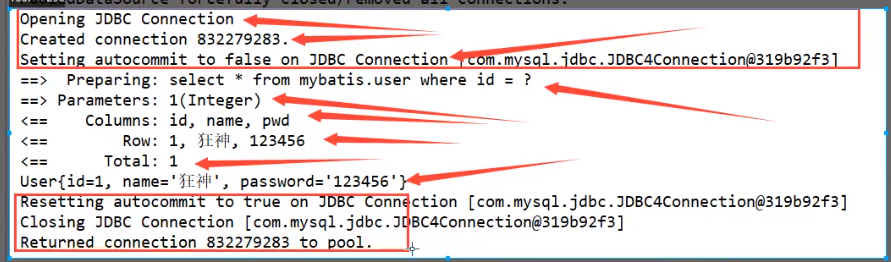 DataSource forcefully closed/removed all connections.
Opening JDBC Connection
Created connection 832279283.
Setting autocommit to false on JDBC Connection [com.mysql.jdbc.JDBC4Connection@319b92f3]
==>  Preparing: select * from mybatis.user where id = ?
==> Parameters: 1(Integer)
<==    Columns: id, name, pwd
<==        Row: 1, 狂神, 123456
<==      Total: 1
User{id=1, name='狂神', password='123456'}
Resetting autocommit to true on JDBC Connection [com.mysql.jdbc.JDBC4Connection@319b92f3]
Closing JDBC Connection [com.mysql.jdbc.JDBC4Connection@319b92f3]
Returned connection 832279283 to pool.